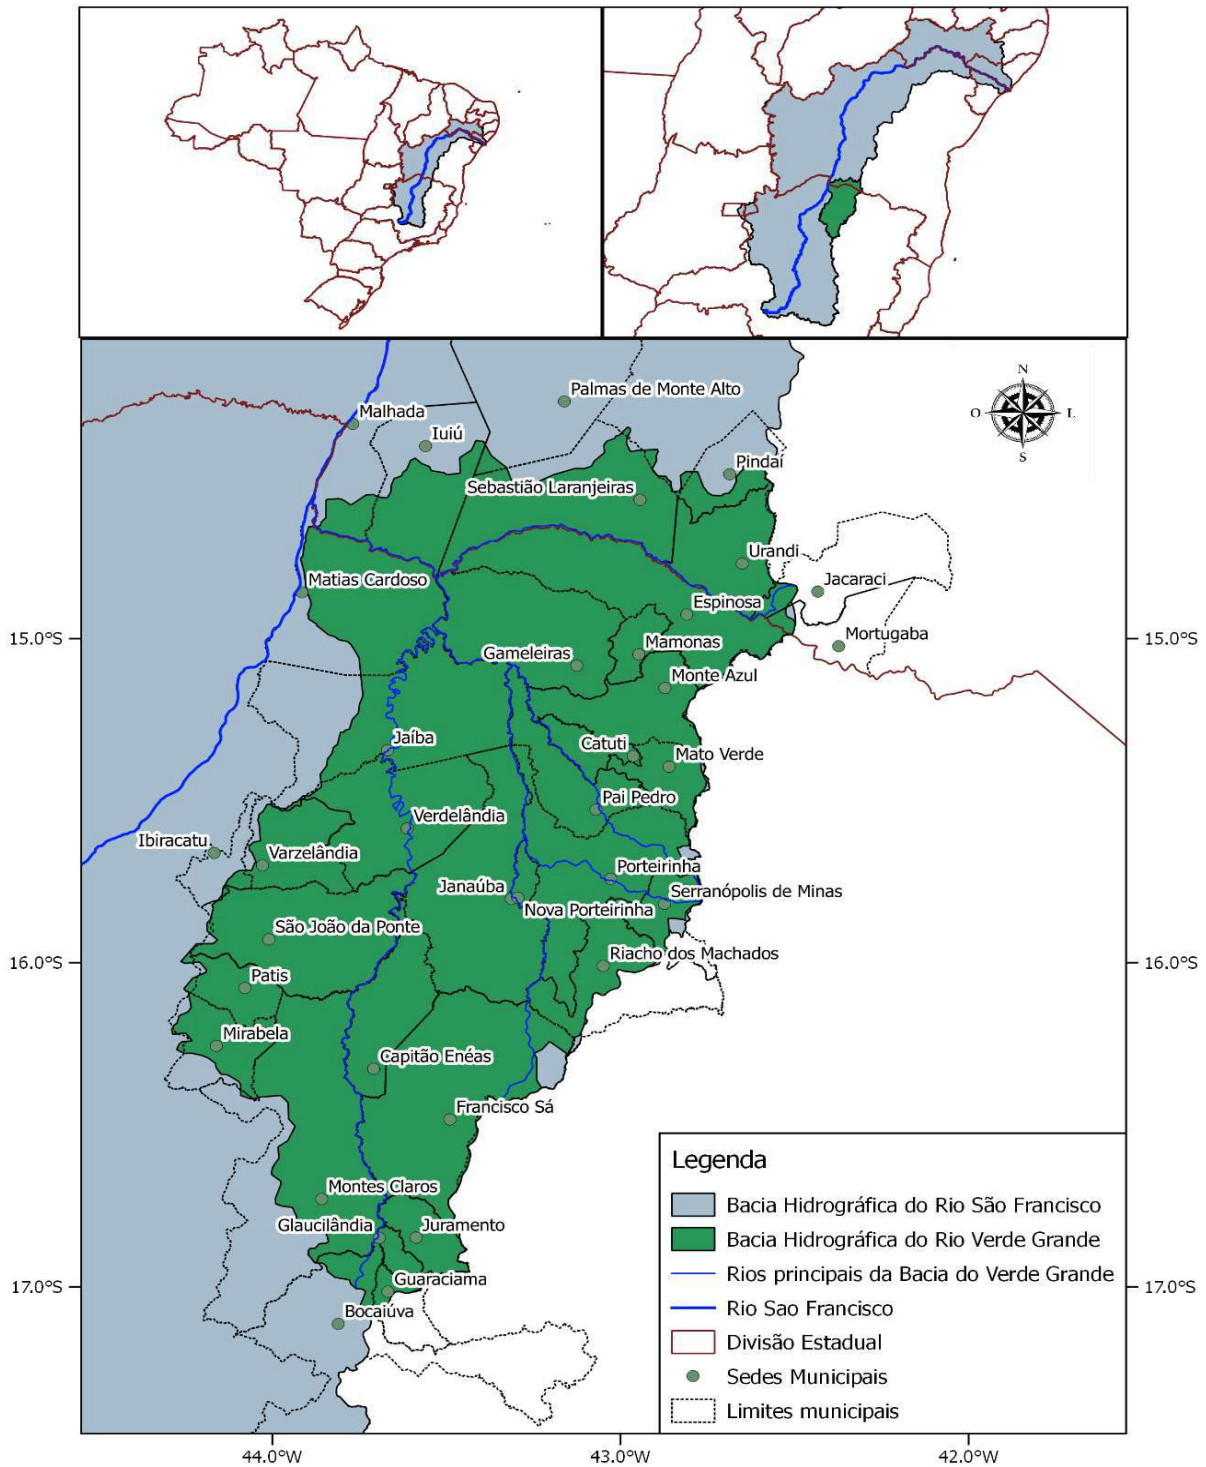 Palmas de Monte Alto
Malhada
Iuiú
N
O
L
S
Pindaí
Sebastião Laranjeiras
Urandi
Jacaraci
Matias Cardoso
Espinosa
15.0°S
Mamonas
Mortugaba
15.0°S
Gameleiras
Monte Azul
Jaíba
Catuti
Mato Verde
Pai Pedro
Verdelândia
Ibiracatu
Varzelândia
Porteirinha
Janaúba
Serranópolis de Minas
Nova Porteirinha
São João da Ponte
Riacho dos Machados
16.0°S
16.0°S
Patis
Mirabela
Capitão Enéas
Francisco Sá
Montes Claros
Glaucilândia
Juramento
Guaraciama
17.0°S
17.0°S
Bocaiúva
Legenda
Bacia Hidrográfica do Rio São Francisco
Bacia Hidrográfica do Rio Verde Grande
Rios principais da Bacia do Verde Grande
Rio Sao Francisco
Divisão Estadual
Sedes Municipais
Limites municipais
44.0°W
43.0°W
42.0°W